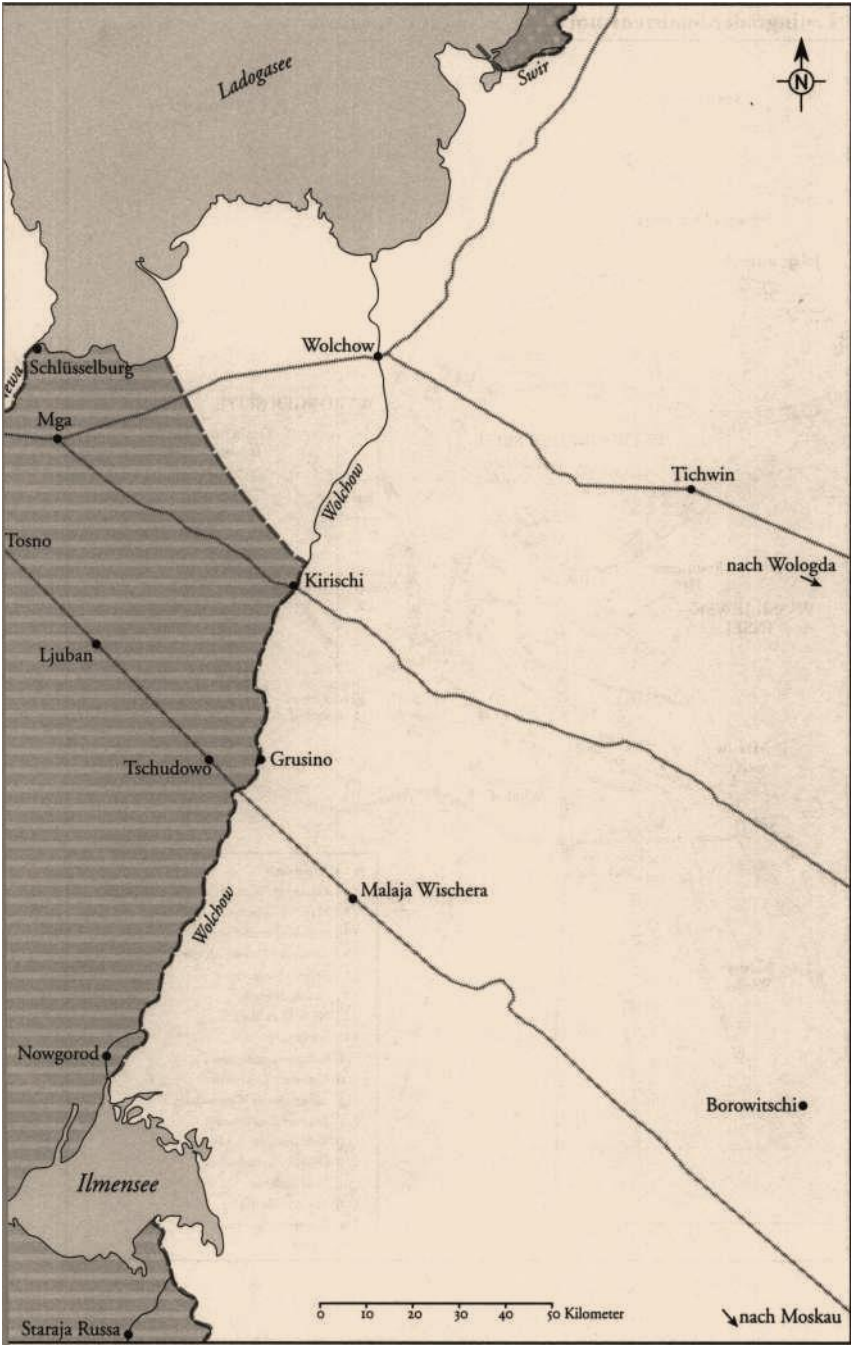 Ladogasee
Swir
N
Wolchow
Schlüsselburg
Mga
Wolchow
Tichwin
Tosno
nach Wologda
Kirischi
Ljuban
Tschudowo
Grusino
Malaja Wischera
Wolchow
Nowgorod
Borowitschi
Ilmensee
0 10 20 30 40 50 Kilometer
nach Moskau
Staraja Russa